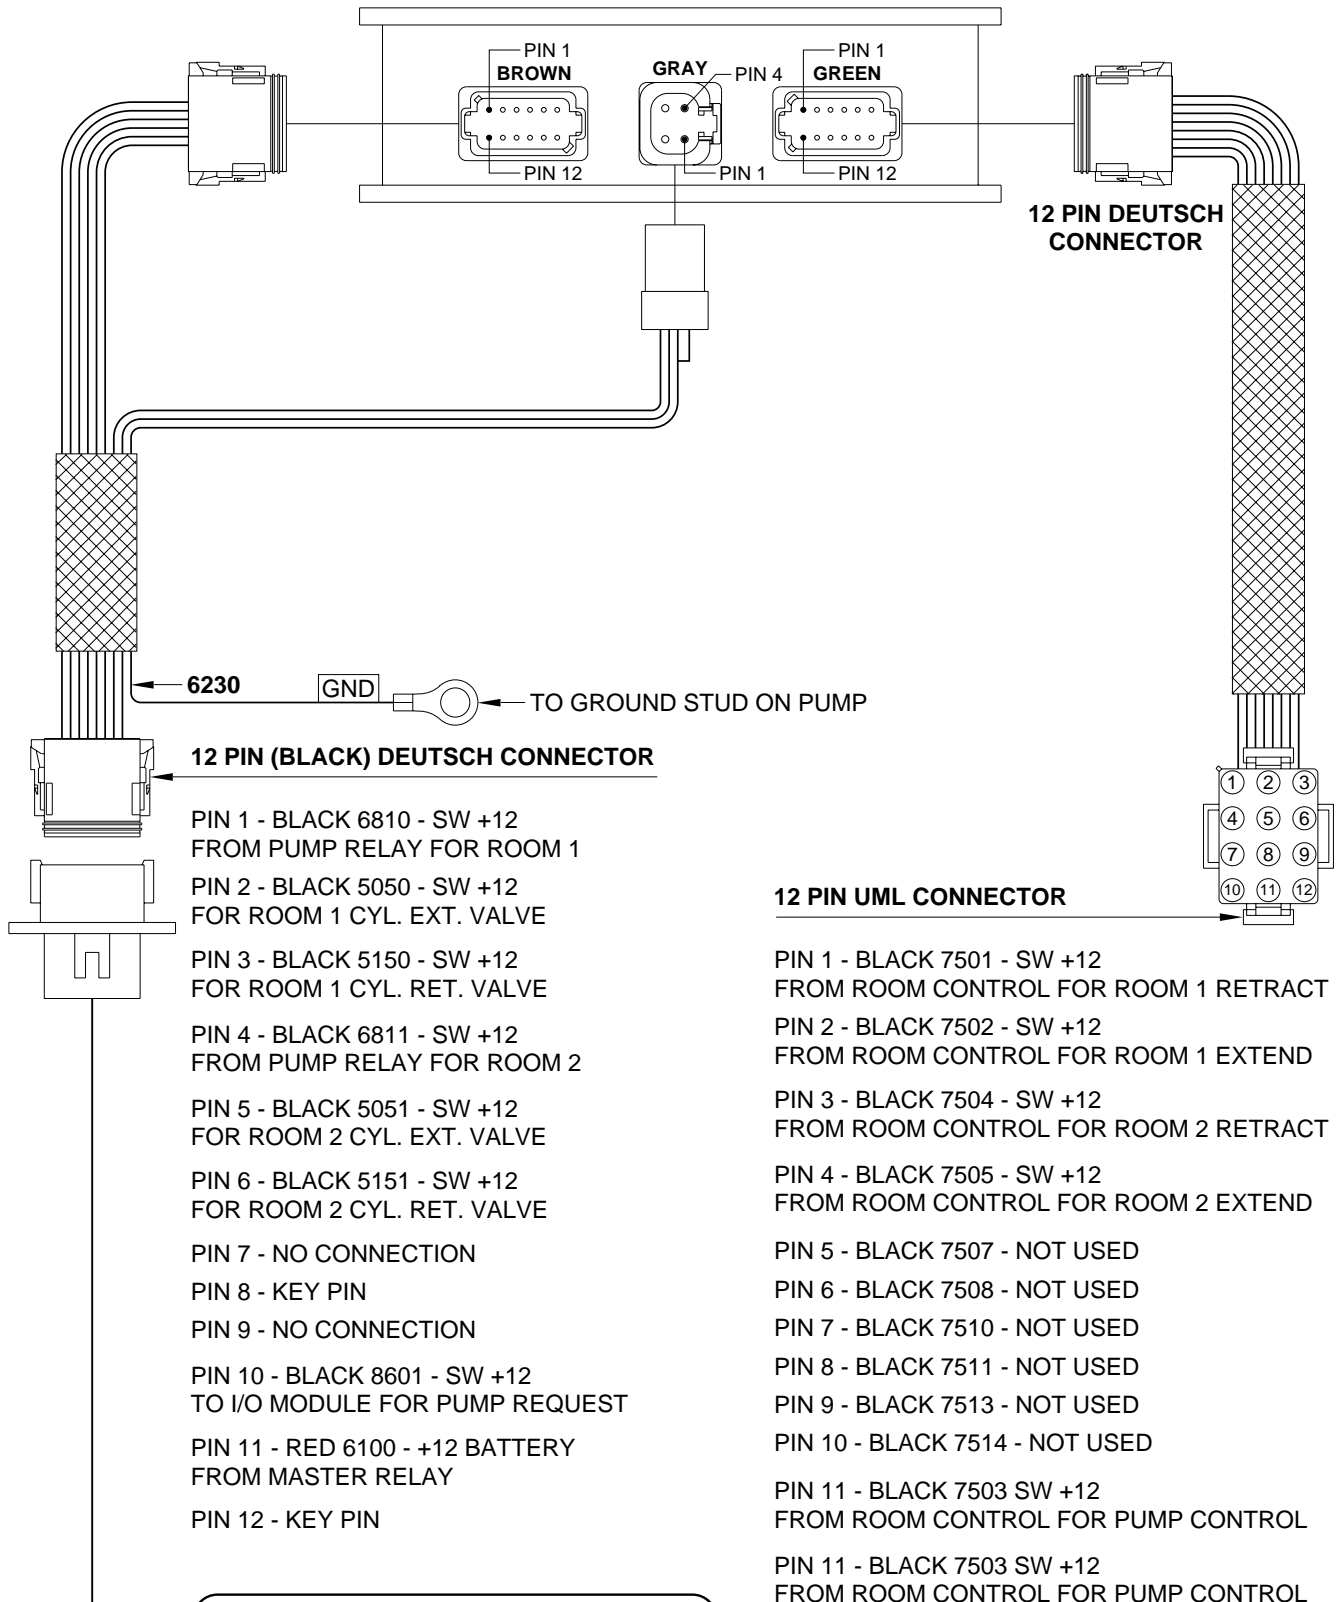 PIN 1
BROWN
PIN 12
GRAY
PIN 4
PIN 1
PIN 1
GREEN
PIN 12
12 PIN DEUTSCH
CONNECTOR
6230
GND
TO GROUND STUD ON PUMP
12 PIN (BLACK) DEUTSCH CONNECTOR
PIN 1 - BLACK 6810 - SW +12
FROM PUMP RELAY FOR ROOM 1
PIN 2 - BLACK 5050 - SW +12
FOR ROOM 1 CYL. EXT. VALVE
PIN 3 - BLACK 5150 - SW +12
FOR ROOM 1 CYL. RET. VALVE
PIN 4 - BLACK 6811 - SW +12
FROM PUMP RELAY FOR ROOM 2
PIN 5 - BLACK 5051 - SW +12
FOR ROOM 2 CYL. EXT. VALVE
PIN 6 - BLACK 5151 - SW +12
FOR ROOM 2 CYL. RET. VALVE
PIN 7 - NO CONNECTION
PIN 8 - KEY PIN
PIN 9 - NO CONNECTION
PIN 10 - BLACK 8601 - SW +12
TO I/O MODULE FOR PUMP REQUEST
PIN 11 - RED 6100 - +12 BATTERY
FROM MASTER RELAY
PIN 12 - KEY PIN
1 2 3
4 5 6
7 8 9
10 11 12
12 PIN UML CONNECTOR
PIN 1 - BLACK 7501 - SW +12
FROM ROOM CONTROL FOR ROOM 1 RETRACT
PIN 2 - BLACK 7502 - SW +12
FROM ROOM CONTROL FOR ROOM 1 EXTEND
PIN 3 - BLACK 7504 - SW +12
FROM ROOM CONTROL FOR ROOM 2 RETRACT
PIN 4 - BLACK 7505 - SW +12
FROM ROOM CONTROL FOR ROOM 2 EXTEND
PIN 5 - BLACK 7507 - NOT USED
PIN 6 - BLACK 7508 - NOT USED
PIN 7 - BLACK 7510 - NOT USED
PIN 8 - BLACK 7511 - NOT USED
PIN 9 - BLACK 7513 - NOT USED
PIN 10 - BLACK 7514 - NOT USED
PIN 11 - BLACK 7503 SW +12
FROM ROOM CONTROL FOR PUMP CONTROL
PIN 11 - BLACK 7503 SW +12
FROM ROOM CONTROL FOR PUMP CONTROL